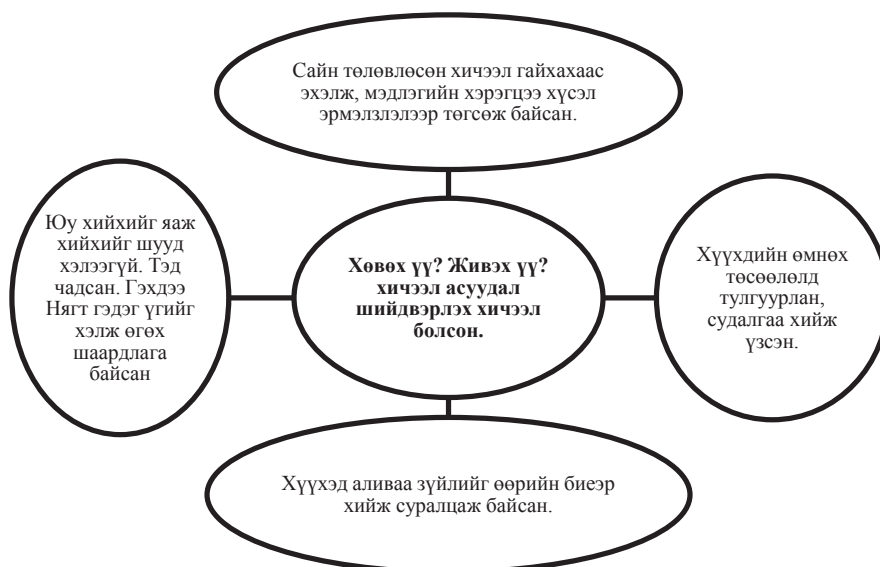 Сайн төлөвлөсөн хичээл гайхахаас
эхэлж, мэдлэгийн хэрэгцээ хүсэл
эрмэлзлэлээр төгсөж байсан.
Юу хийхийг яаж
хийхийг шууд
хэлээгүй. Тэд
чадсан. Гэхдээ
Нягт гэдэг үгийг
хэлж өгөх
шаардлага
байсан
Хөвөх үү? Живэх үү?
хичээл асуудал
шийдвэрлэх хичээл
болсон.
Хүүхдийн өмнөх
төсөөлөлд
тулгуурлан,
судалгаа хийж
үзсэн.
Хүүхэд аливаа зүйлийг өөрийн биеэр
хийж суралцаж байсан.